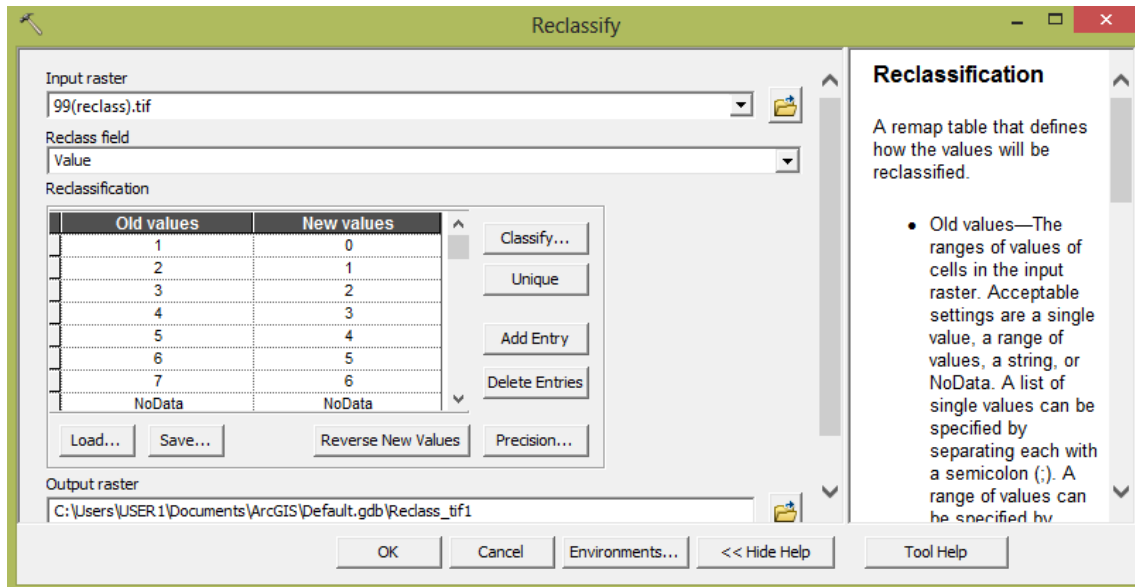 Reclassify
Input raster
99(reclass).tif
Reclass field
Value
Reclassification
Old values New values
1 0
2 1
3 2
4 3
5 4
6 5
7 6
NoData NoData
Classify...
Unique
Add Entry
Delete Entries
Load... Save... Reverse New Values Precision...
Output raster
C:\Users\USER1\Documents\ArcGIS\Default.gdb\Reclass_tif1
OK Cancel Environments... << Hide Help Tool Help
Reclassification
A remap table that defines
how the values will be
reclassified.
• Old values—The
ranges of values of
cells in the input
raster. Acceptable
settings are a single
value, a range of
values, a string, or
NoData. A list of
single values can be
specified by
separating each with
a semicolon (;). A
range of values can
be specified by